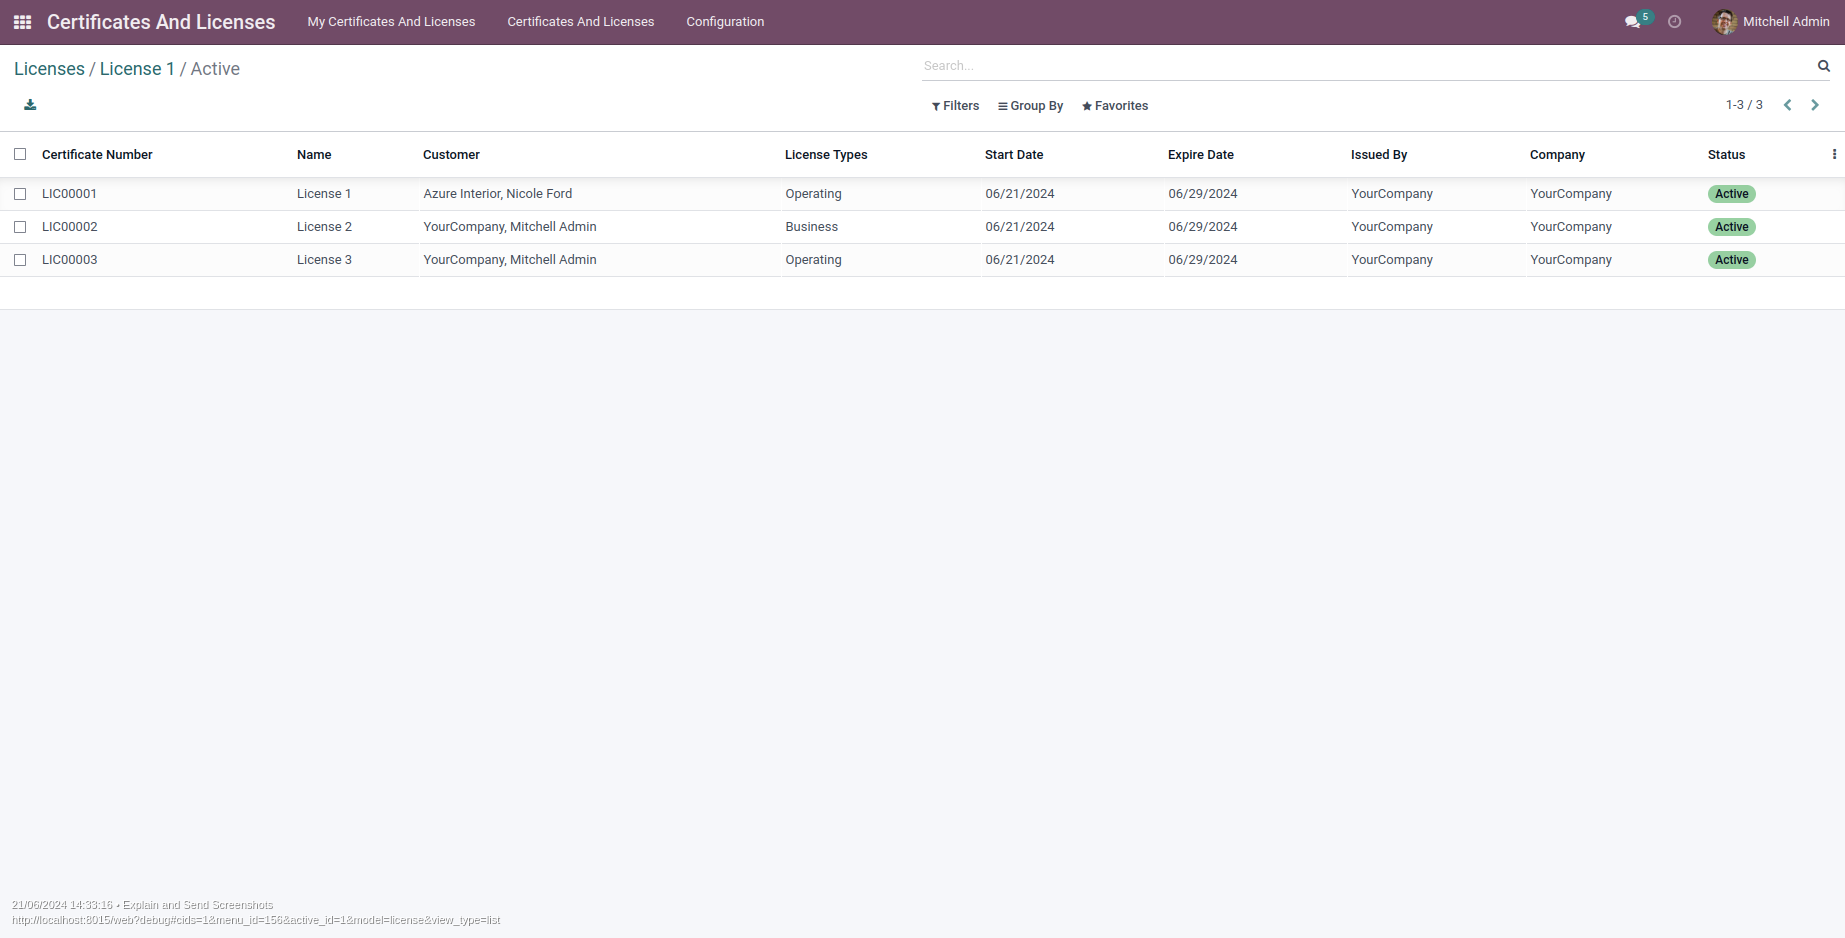 Certificates And Licenses My Certificates And Licenses Certificates And Licenses Configuration 5 Mitchell Admin
Licenses / License 1 / Active Search...
Filters Group By Favorites 1-3 / 3
Certificate Number Name Customer License Types Start Date Expire Date Issued By Company Status
LIC00001 License 1 Azure Interior, Nicole Ford Operating 06/21/2024 06/29/2024 YourCompany YourCompany Active
LIC00002 License 2 YourCompany, Mitchell Admin Business 06/21/2024 06/29/2024 YourCompany YourCompany Active
LIC00003 License 3 YourCompany, Mitchell Admin Operating 06/21/2024 06/29/2024 YourCompany YourCompany Active
21/06/2024 14:33:16 • Explain and Send Screenshots
http://localhost:8015/web?debug#cids=1&menu_id=156&active_id=1&model=license&view_type=list